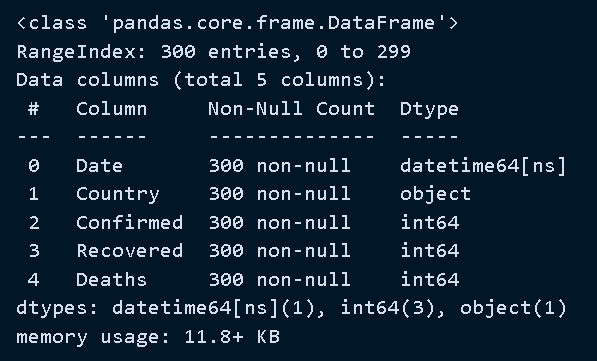 <class 'pandas.core.frame.DataFrame'>
RangeIndex: 300 entries, 0 to 299
Data columns (total 5 columns):
 #   Column     Non-Null Count  Dtype
---  ------     --------------  -----
 0   Date       300 non-null    datetime64[ns]
 1   Country    300 non-null    object
 2   Confirmed  300 non-null    int64
 3   Recovered  300 non-null    int64
 4   Deaths     300 non-null    int64
dtypes: datetime64[ns](1), int64(3), object(1)
memory usage: 11.8+ KB